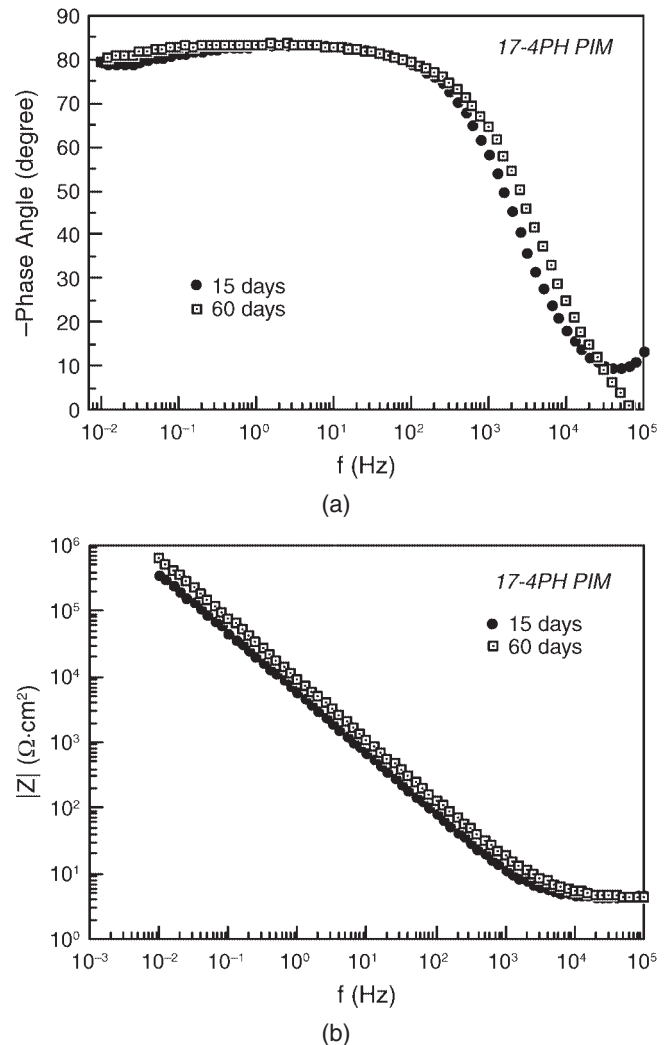 90
80
70
60
50
40
30
20
10
0
–Phase Angle (degree)
17-4PH PIM
15 days
60 days
10⁻² 10⁻¹ 10⁰ 10¹ 10² 10³ 10⁴ 10⁵
f (Hz)
(a)
10⁶
10⁵
10⁴
10³
10²
10¹
10⁰
|Z| (Ω·cm²)
17-4PH PIM
15 days
60 days
10⁻³ 10⁻² 10⁻¹ 10⁰ 10¹ 10² 10³ 10⁴ 10⁵
f (Hz)
(b)